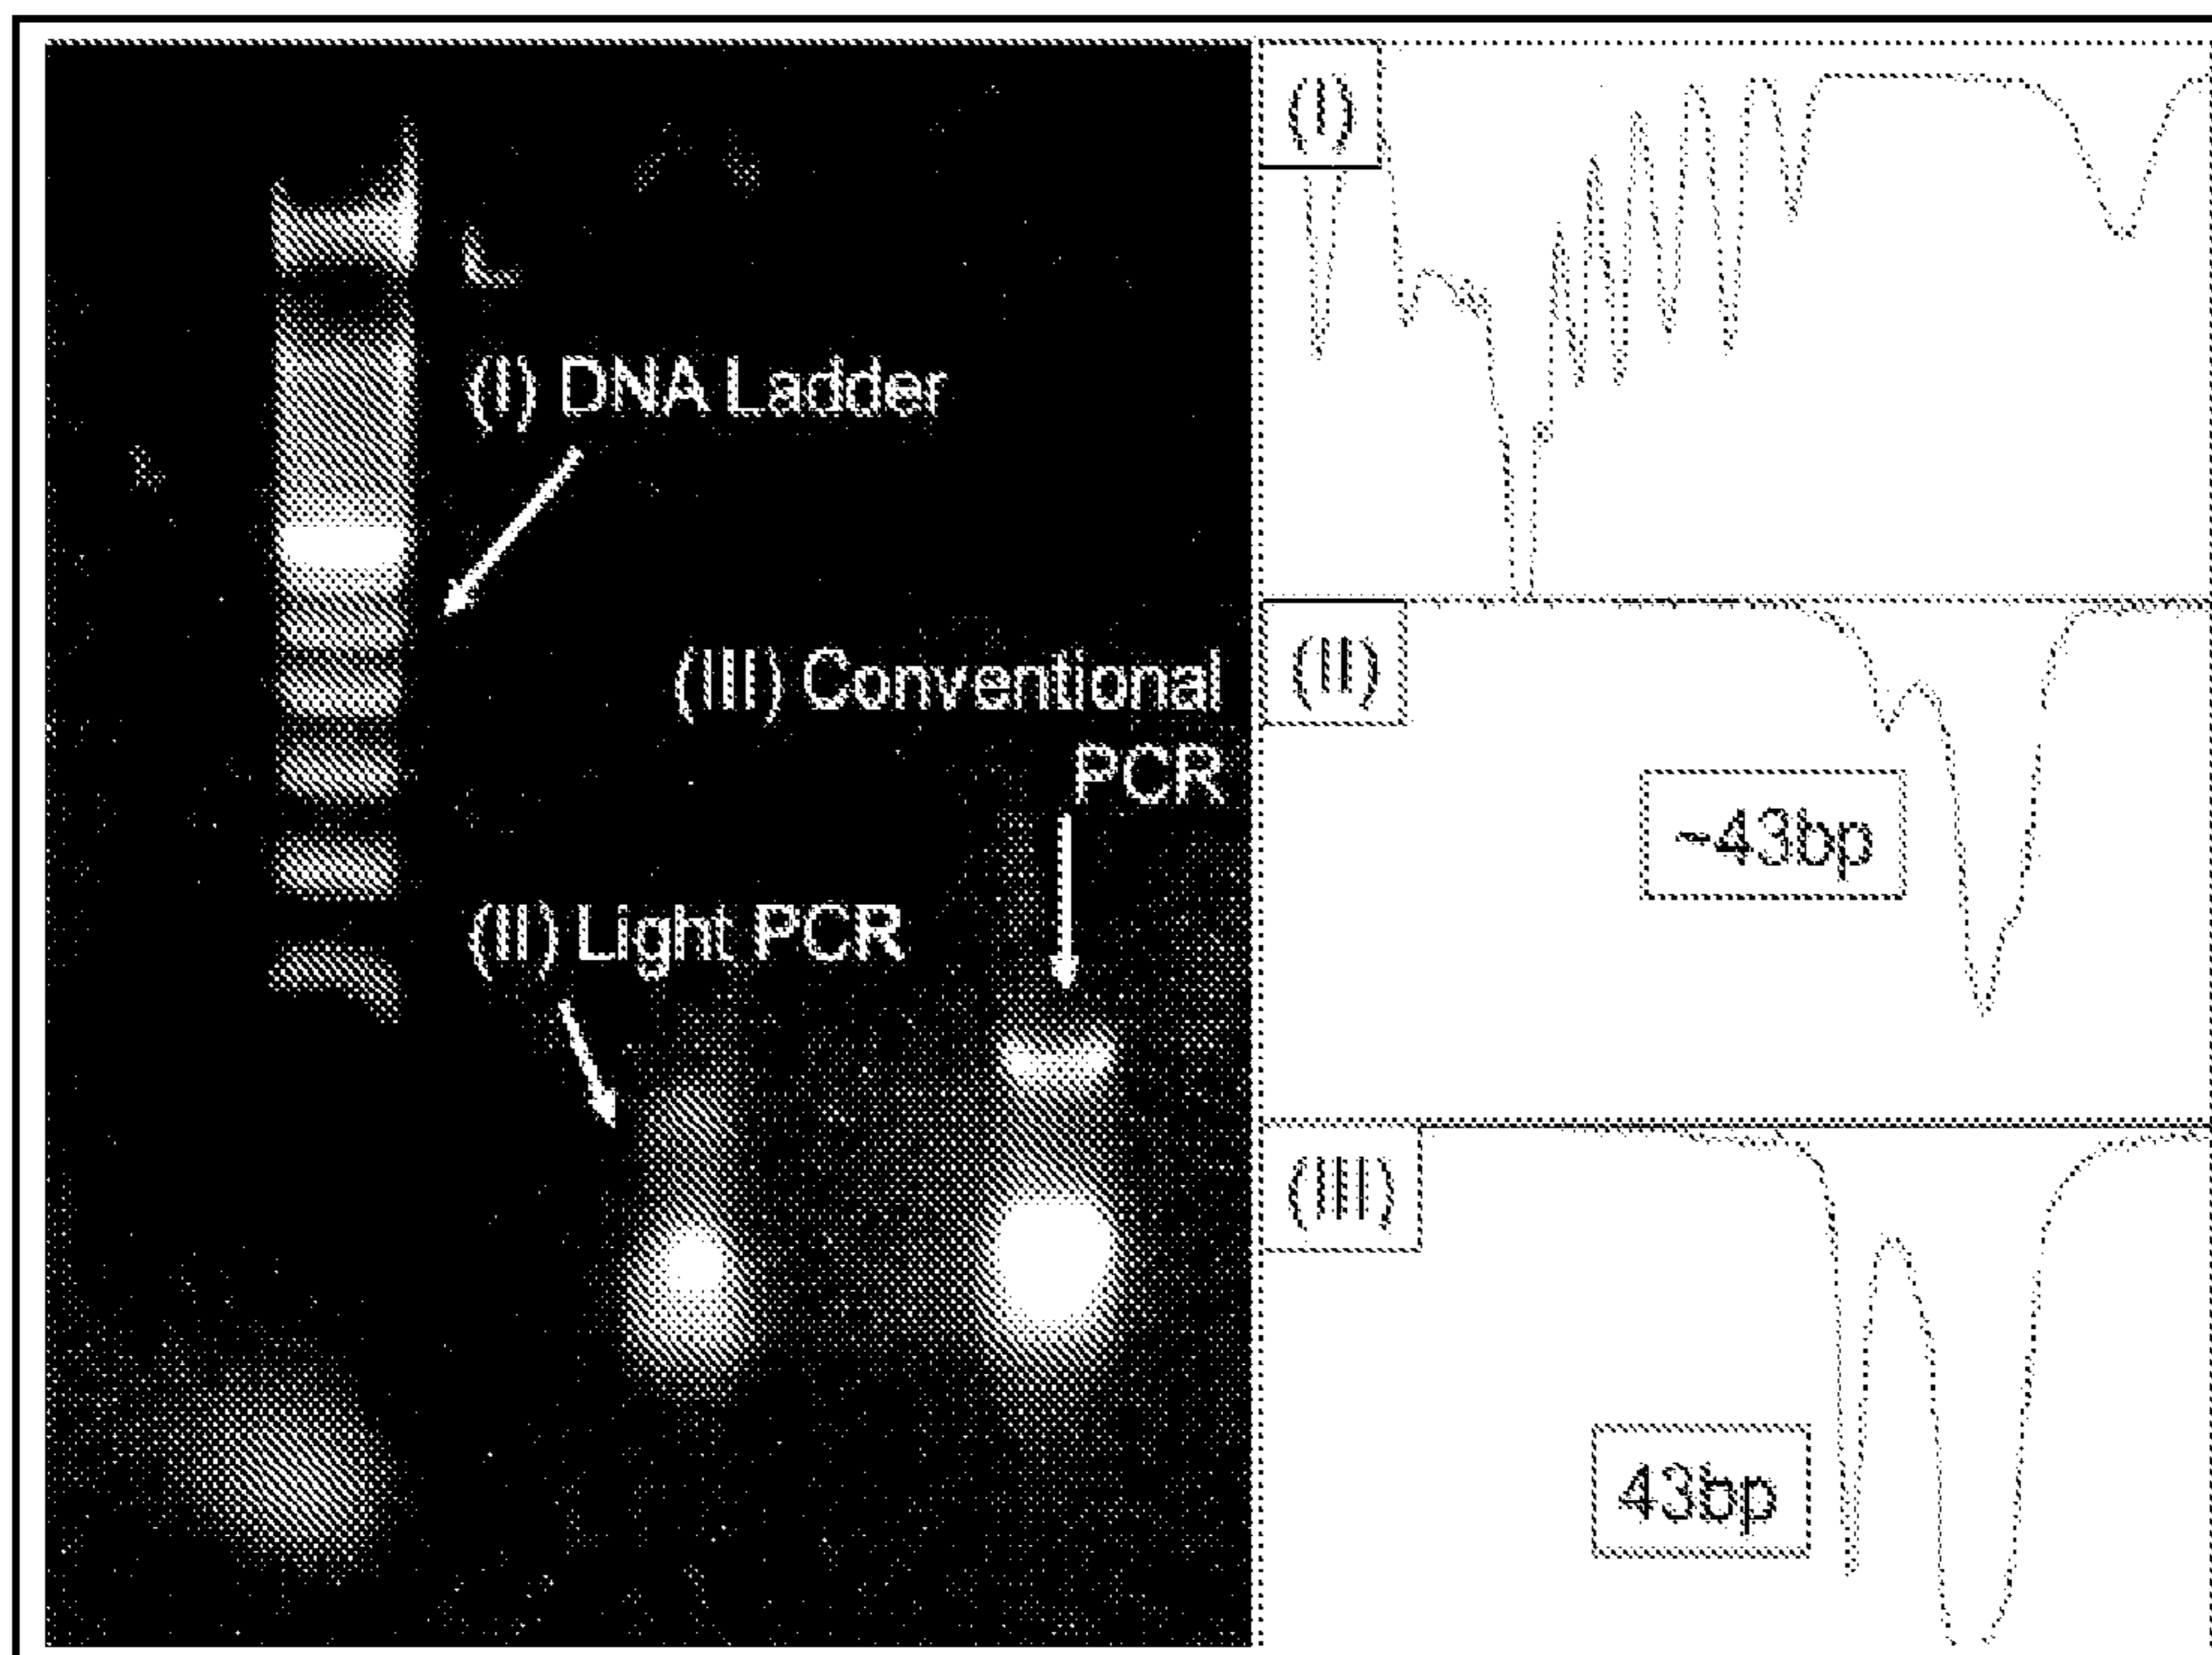 (I) DNA Ladder
(III) Conventional
PCR
(II) Light PCR
(I)
(II)
~43bp
(III)
43bp